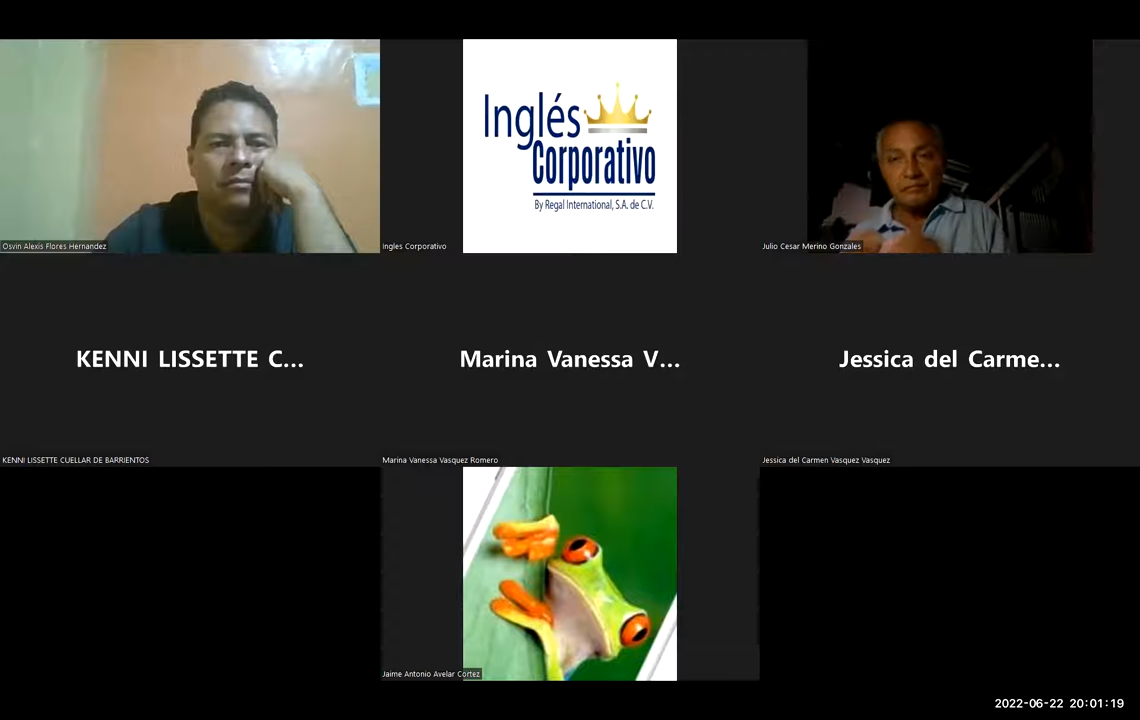 Inglés
Corporativo
By Regal International, S.A. de C.V.
Osvin Alexis Flores Hernandez
Ingles Corporativo
Julio Cesar Merino Gonzales
KENNI LISSETTE C...
Marina Vanessa V...
Jessica del Carme...
KENNI LISSETTE CUELLAR DE BARRIENTOS
Marina Vanessa Vasquez Romero
Jessica del Carmen Vasquez Vasquez
Jaime Antonio Avelar Cortez
2022-06-22 20:01:19